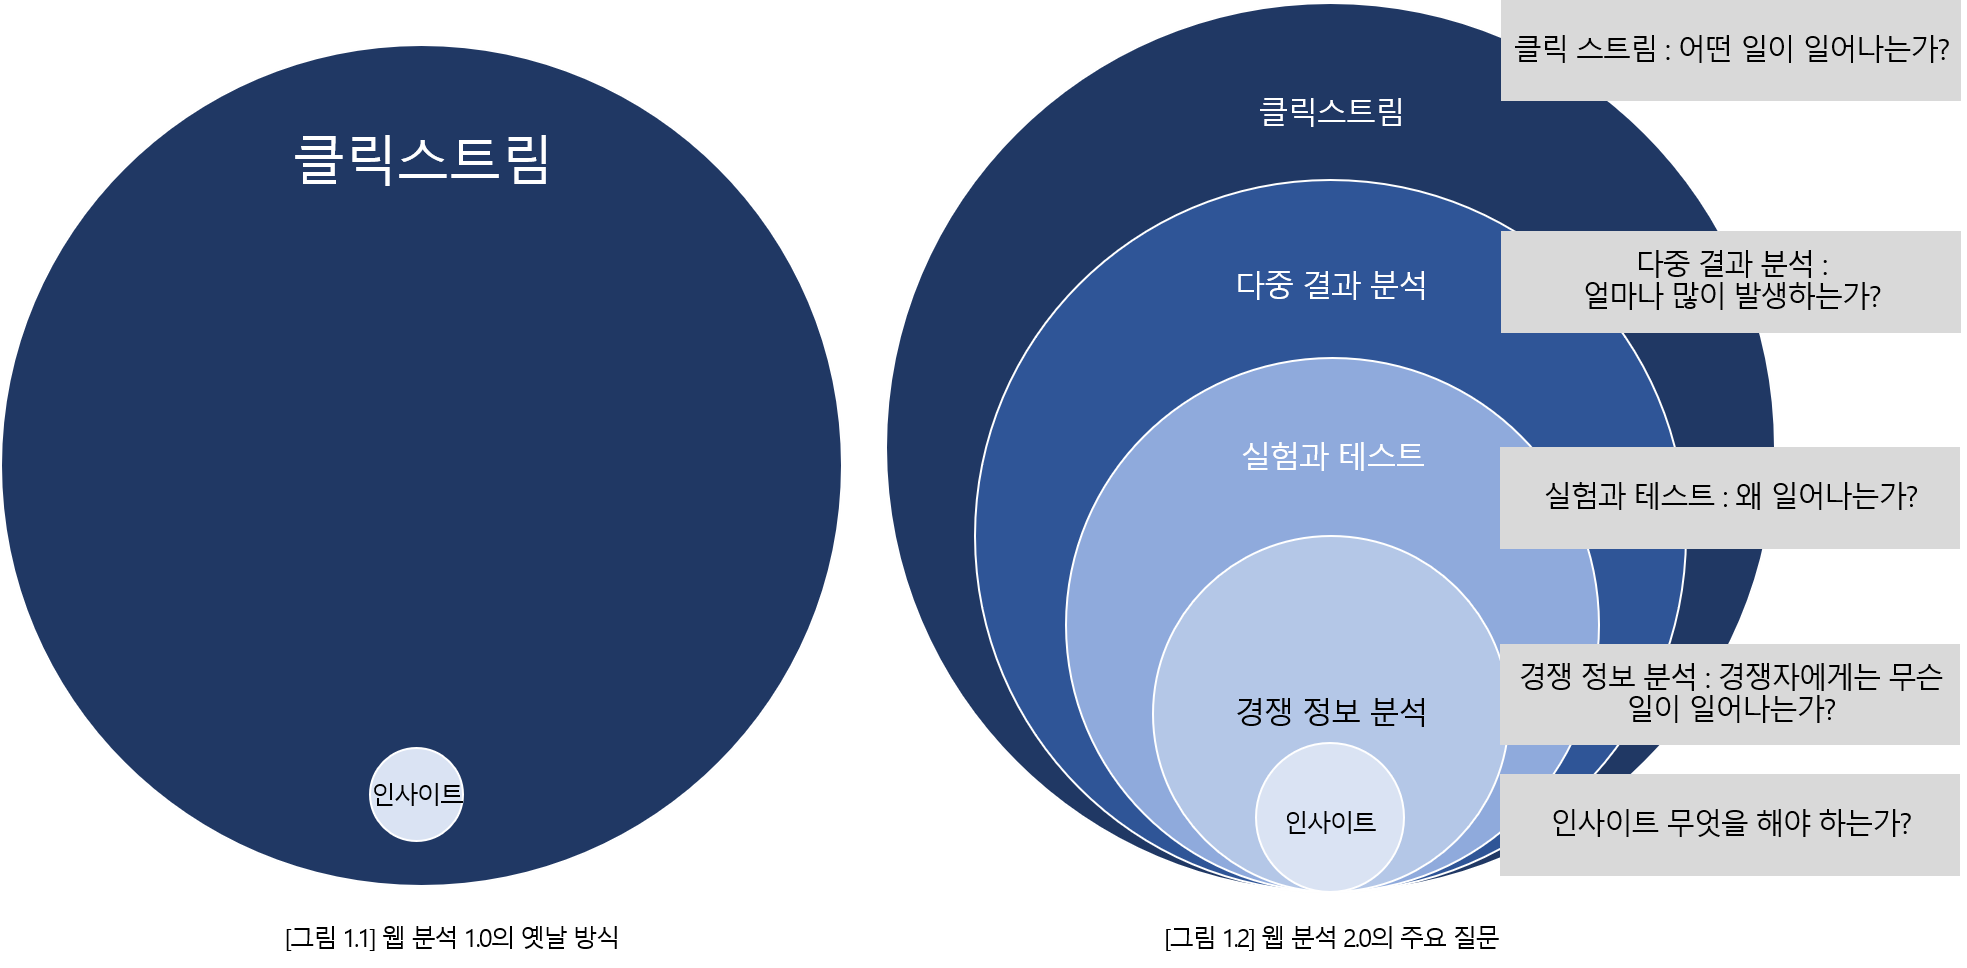 클릭스트림
인사이트
[그림 1.1] 웹 분석 1.0의 옛날 방식
클릭스트림
다중 결과 분석
실험과 테스트
경쟁 정보 분석
인사이트
클릭 스트림 : 어떤 일이 일어나는가?
다중 결과 분석 :
얼마나 많이 발생하는가?
실험과 테스트 : 왜 일어나는가?
경쟁 정보 분석 : 경쟁자에게는 무슨
일이 일어나는가?
인사이트 무엇을 해야 하는가?
[그림 1.2] 웹 분석 2.0의 주요 질문